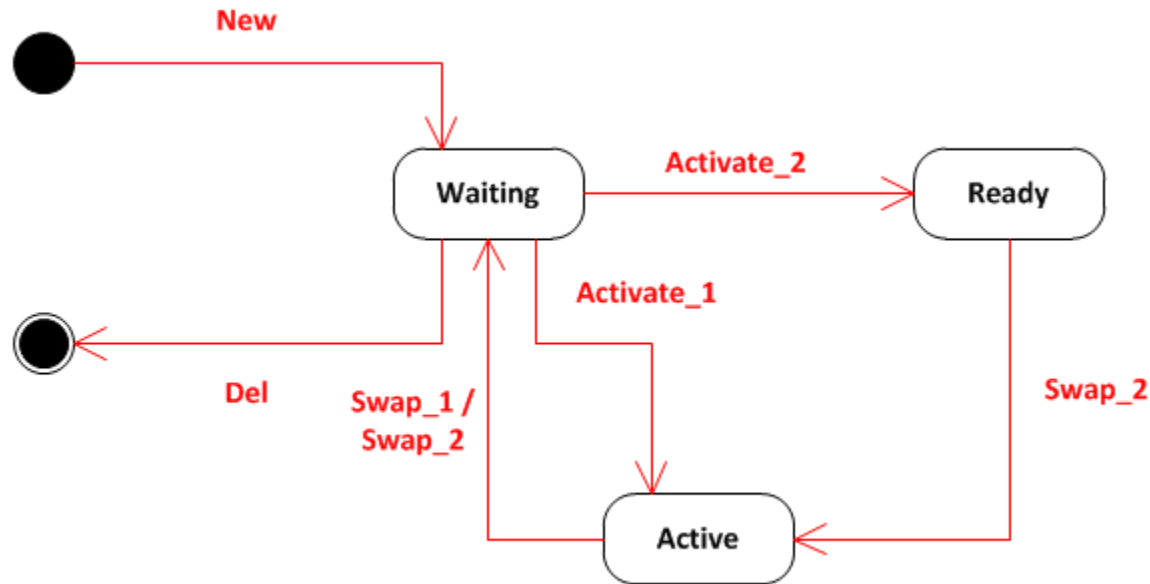 New
Activate_2
Waiting
Ready
Activate_1
Del
Swap_1 /
Swap_2
Swap_2
Active